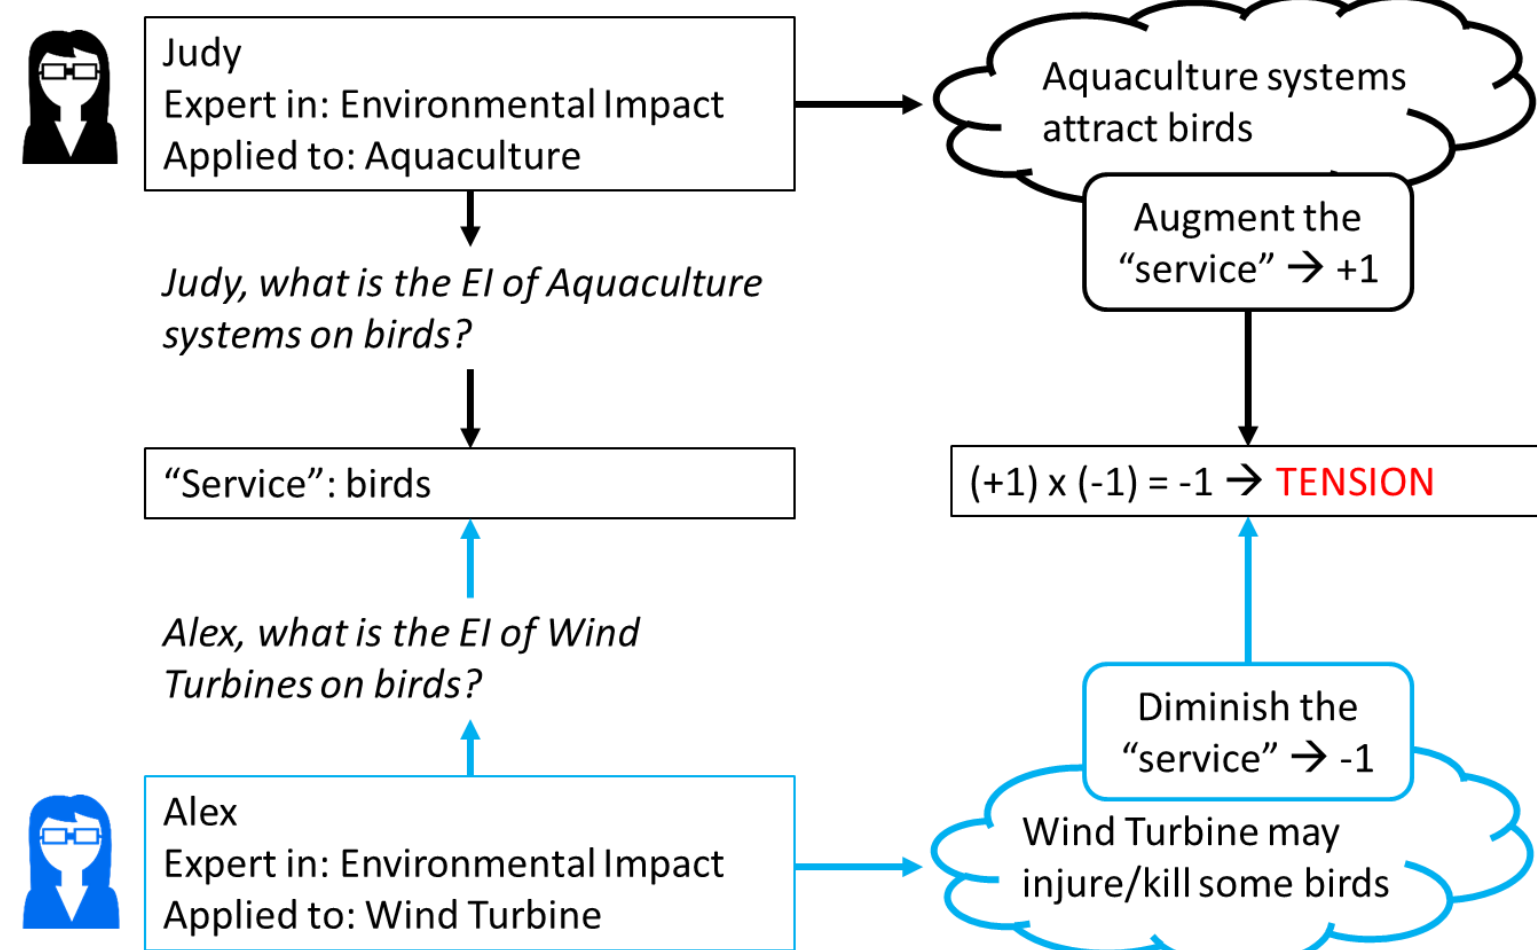 Judy
Expert in: Environmental Impact
Applied to: Aquaculture
Aquaculture systems
attract birds
Augment the
“service” → +1
Judy, what is the EI of Aquaculture
systems on birds?
“Service”: birds
(+1) x (-1) = -1 → TENSION
Alex, what is the EI of Wind
Turbines on birds?
Diminish the
“service” → -1
Alex
Expert in: Environmental Impact
Applied to: Wind Turbine
Wind Turbine may
injure/kill some birds